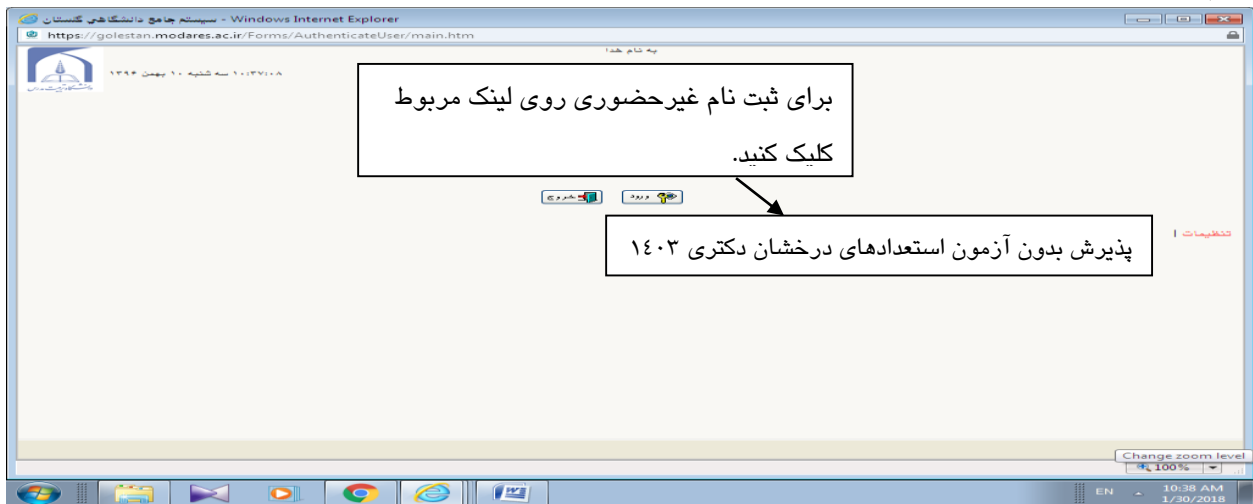 سیستم جامع دانشگاهی گلستان - Windows Internet Explorer
https://golestan.modares.ac.ir/Forms/AuthenticateUser/main.htm
به نام خدا
۱۰:۳۷:۰۸ سه شنبه ۱۰ بهمن ۱۳۹۶
برای ثبت نام غیرحضوری روی لینک مربوط
کلیک کنید.
ورود
خروج
تنظیمات |
پذیرش بدون آزمون استعدادهای درخشان دکتری ١٤٠٣
Change zoom level
100%
EN
10:38 AM
1/30/2018